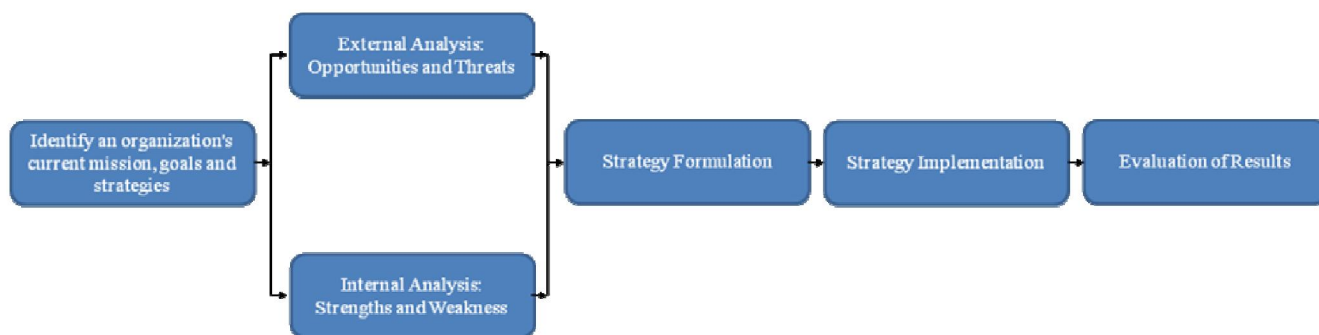 Identify an organization's
current mission, goals and
strategies
External Analysis:
Opportunities and Threats
Internal Analysis:
Strengths and Weakness
Strategy Formulation
Strategy Implementation
Evaluation of Results